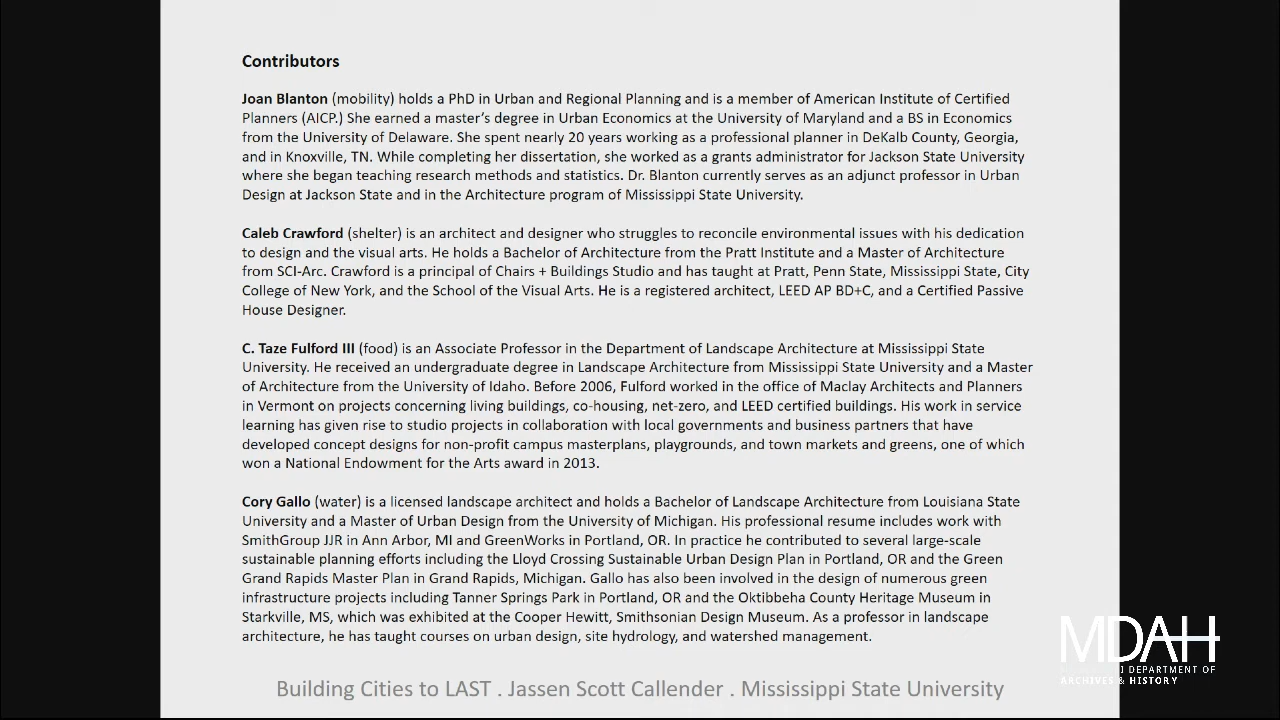 Contributors
Joan Blanton (mobility) holds a PhD in Urban and Regional Planning and is a member of American Institute of Certified
Planners (AICP.) She earned a master's degree in Urban Economics at the University of Maryland and a BS in Economics
from the University of Delaware. She spent nearly 20 years working as a professional planner in DeKalb County, Georgia,
and in Knoxville, TN. While completing her dissertation, she worked as a grants administrator for Jackson State University
where she began teaching research methods and statistics. Dr. Blanton currently serves as an adjunct professor in Urban
Design at Jackson State and in the Architecture program of Mississippi State University.
Caleb Crawford (shelter) is an architect and designer who struggles to reconcile environmental issues with his dedication
to design and the visual arts. He holds a Bachelor of Architecture from the Pratt Institute and a Master of Architecture
from SCI-Arc. Crawford is a principal of Chairs + Buildings Studio and has taught at Pratt, Penn State, Mississippi State, City
College of New York, and the School of the Visual Arts. He is a registered architect, LEED AP BD+C, and a Certified Passive
House Designer.
C. Taze Fulford III (food) is an Associate Professor in the Department of Landscape Architecture at Mississippi State
University. He received an undergraduate degree in Landscape Architecture from Mississippi State University and a Master
of Architecture from the University of Idaho. Before 2006, Fulford worked in the office of Maclay Architects and Planners
in Vermont on projects concerning living buildings, co-housing, net-zero, and LEED certified buildings. His work in service
learning has given rise to studio projects in collaboration with local governments and business partners that have
developed concept designs for non-profit campus masterplans, playgrounds, and town markets and greens, one of which
won a National Endowment for the Arts award in 2013.
Cory Gallo (water) is a licensed landscape architect and holds a Bachelor of Landscape Architecture from Louisiana State
University and a Master of Urban Design from the University of Michigan. His professional resume includes work with
SmithGroup JJR in Ann Arbor, MI and GreenWorks in Portland, OR. In practice he contributed to several large-scale
sustainable planning efforts including the Lloyd Crossing Sustainable Urban Design Plan in Portland, OR and the Green
Grand Rapids Master Plan in Grand Rapids, Michigan. Gallo has also been involved in the design of numerous green
infrastructure projects including Tanner Springs Park in Portland, OR and the Oktibbeha County Heritage Museum in
Starkville, MS, which was exhibited at the Cooper Hewitt, Smithsonian Design Museum. As a professor in landscape
architecture, he has taught courses on urban design, site hydrology, and watershed management.
Building Cities to LAST . Jassen Scott Callender . Mississippi State University
MDAH
DEPARTMENT OF
ARCHIVES & HISTORY